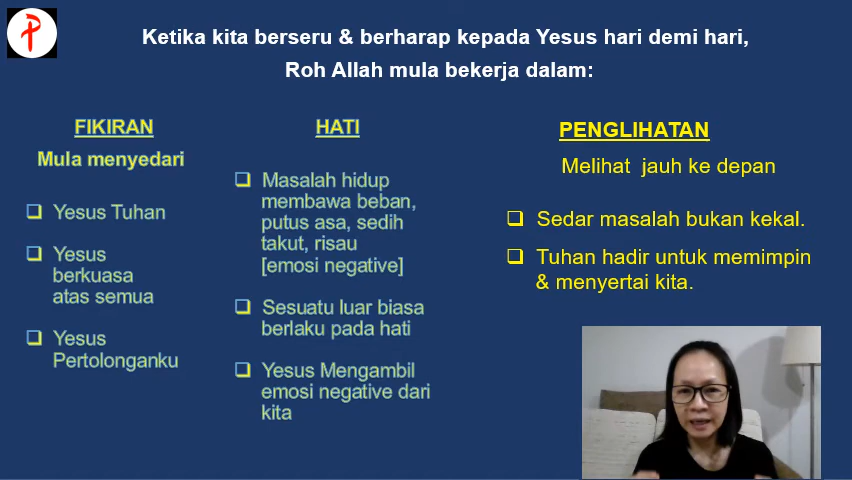 Ketika kita berseru & berharap kepada Yesus hari demi hari,
Roh Allah mula bekerja dalam:
FIKIRAN
Mula menyedari
❑ Yesus Tuhan
❑ Yesus
berkuasa
atas semua
❑ Yesus
Pertolonganku
HATI
❑ Masalah hidup
membawa beban,
putus asa, sedih
takut, risau
[emosi negative]
❑ Sesuatu luar biasa
berlaku pada hati
❑ Yesus Mengambil
emosi negative dari
kita
PENGLIHATAN
Melihat jauh ke depan
❑ Sedar masalah bukan kekal.
❑ Tuhan hadir untuk memimpin
& menyertai kita.